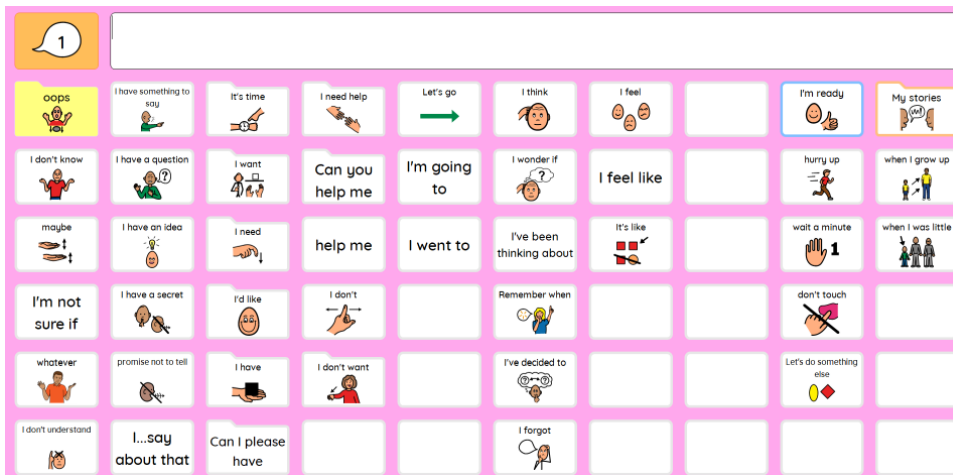 1
oops
I have something to
say
It's time
I need help
Let's go
I think
I feel
I'm ready
My stories
I don't know
I have a question
I want
Can you
help me
I'm going
to
I wonder if
I feel like
hurry up
when I grow up
maybe
I have an idea
I need
help me
I went to
I've been
thinking about
It's like
wait a minute
1
when I was little
I'm not
sure if
I have a secret
I'd like
I don't
Remember when
don't touch
whatever
promise not to tell
I have
I don't want
I've decided to
Let's do something
else
I don't understand
I...say
about that
Can I please
have
I forgot